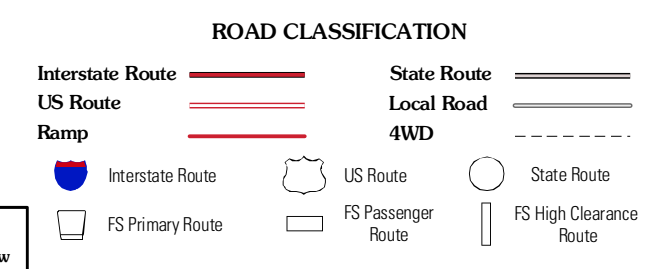 ROAD CLASSIFICATION
Interstate Route
State Route
US Route
Local Road
Ramp
4WD
Interstate Route
US Route
State Route
FS Primary Route
FS Passenger
Route
FS High Clearance
Route